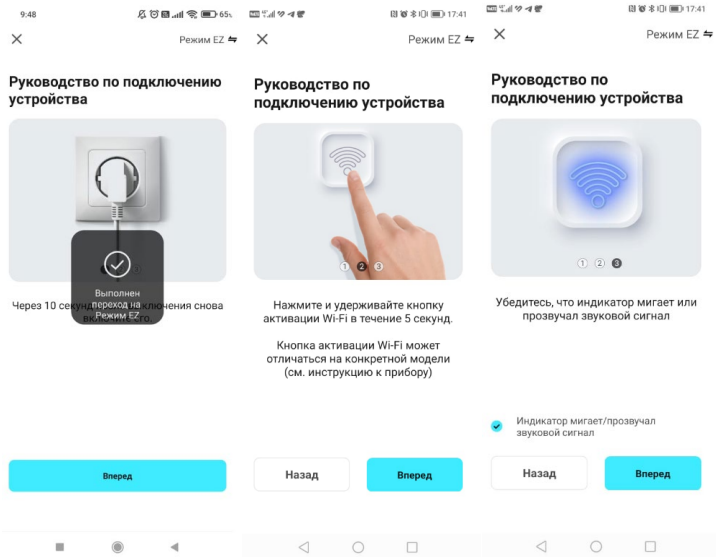 9:48
65
Режим EZ
Руководство по подключению
устройства
Выполнен
переход на
Режим EZ
Через 10 секунд
ключения снова
включите его.
Вперед
17:41
Режим EZ
Руководство по
подключению устройства
1 2 3
Нажмите и удерживайте кнопку
активации Wi-Fi в течение 5 секунд.
Кнопка активации Wi-Fi может
отличаться на конкретной модели
(см. инструкцию к прибору)
Назад
Вперед
17:41
Режим EZ
Руководство по
подключению устройства
1 2 3
Убедитесь, что индикатор мигает или
прозвучал звуковой сигнал
Индикатор мигает/прозвучал
звуковой сигнал
Назад
Вперед